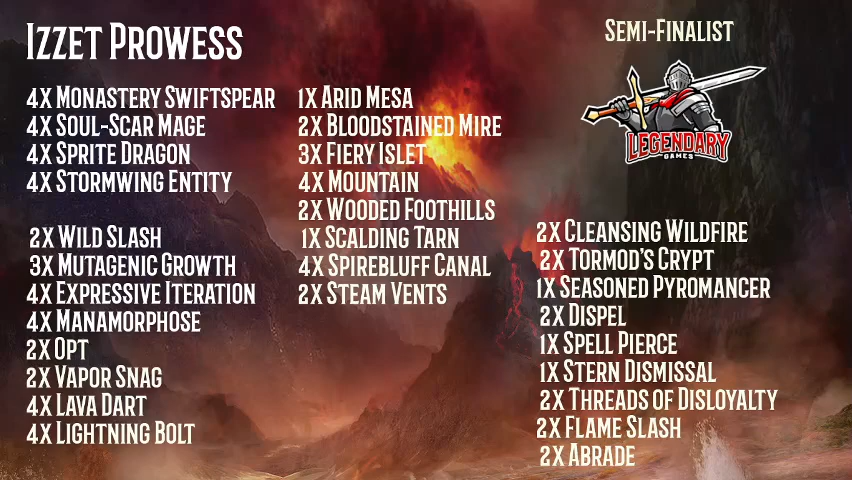 Izzet Prowess
4x Monastery Swiftspear
4x Soul-Scar Mage
4x Sprite Dragon
4x Stormwing Entity
2x Wild Slash
3x Mutagenic Growth
4x Expressive Iteration
4x Manamorphose
2x Opt
2x Vapor Snag
4x Lava Dart
4x Lightning Bolt
1x Arid Mesa
2x Bloodstained Mire
3x Fiery Islet
4x Mountain
2x Wooded Foothills
1x Scalding Tarn
4x Spirebluff Canal
2x Steam Vents
Semi-Finalist
LEGENDARY
GAMES
2x Cleansing Wildfire
2x Tormod's Crypt
1x Seasoned Pyromancer
2x Dispel
1x Spell Pierce
1x Stern Dismissal
2x Threads of Disloyalty
2x Flame Slash
2x Abrade